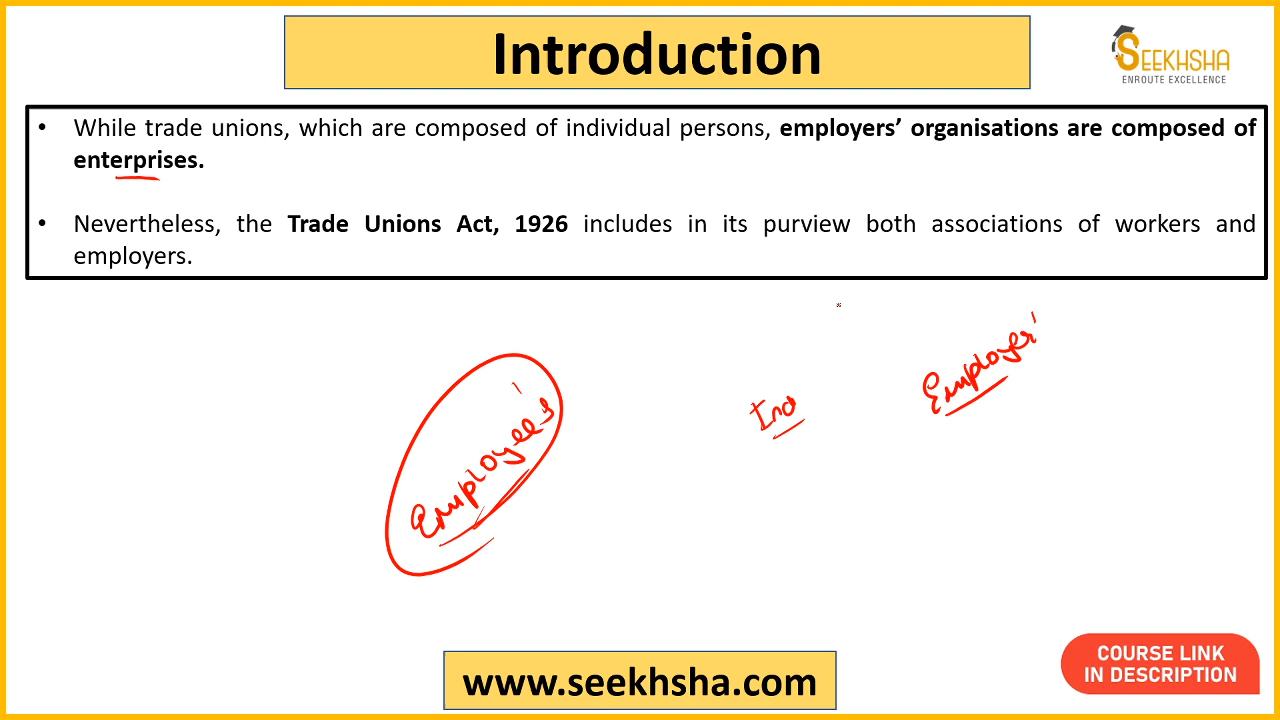 Introduction
SEEKHSHA
ENROUTE EXCELLENCE
• While trade unions, which are composed of individual persons, employers’ organisations are composed of
enterprises.
• Nevertheless, the Trade Unions Act, 1926 includes in its purview both associations of workers and
employers.
Employer'
Employee's
www.seekhsha.com
COURSE LINK
IN DESCRIPTION